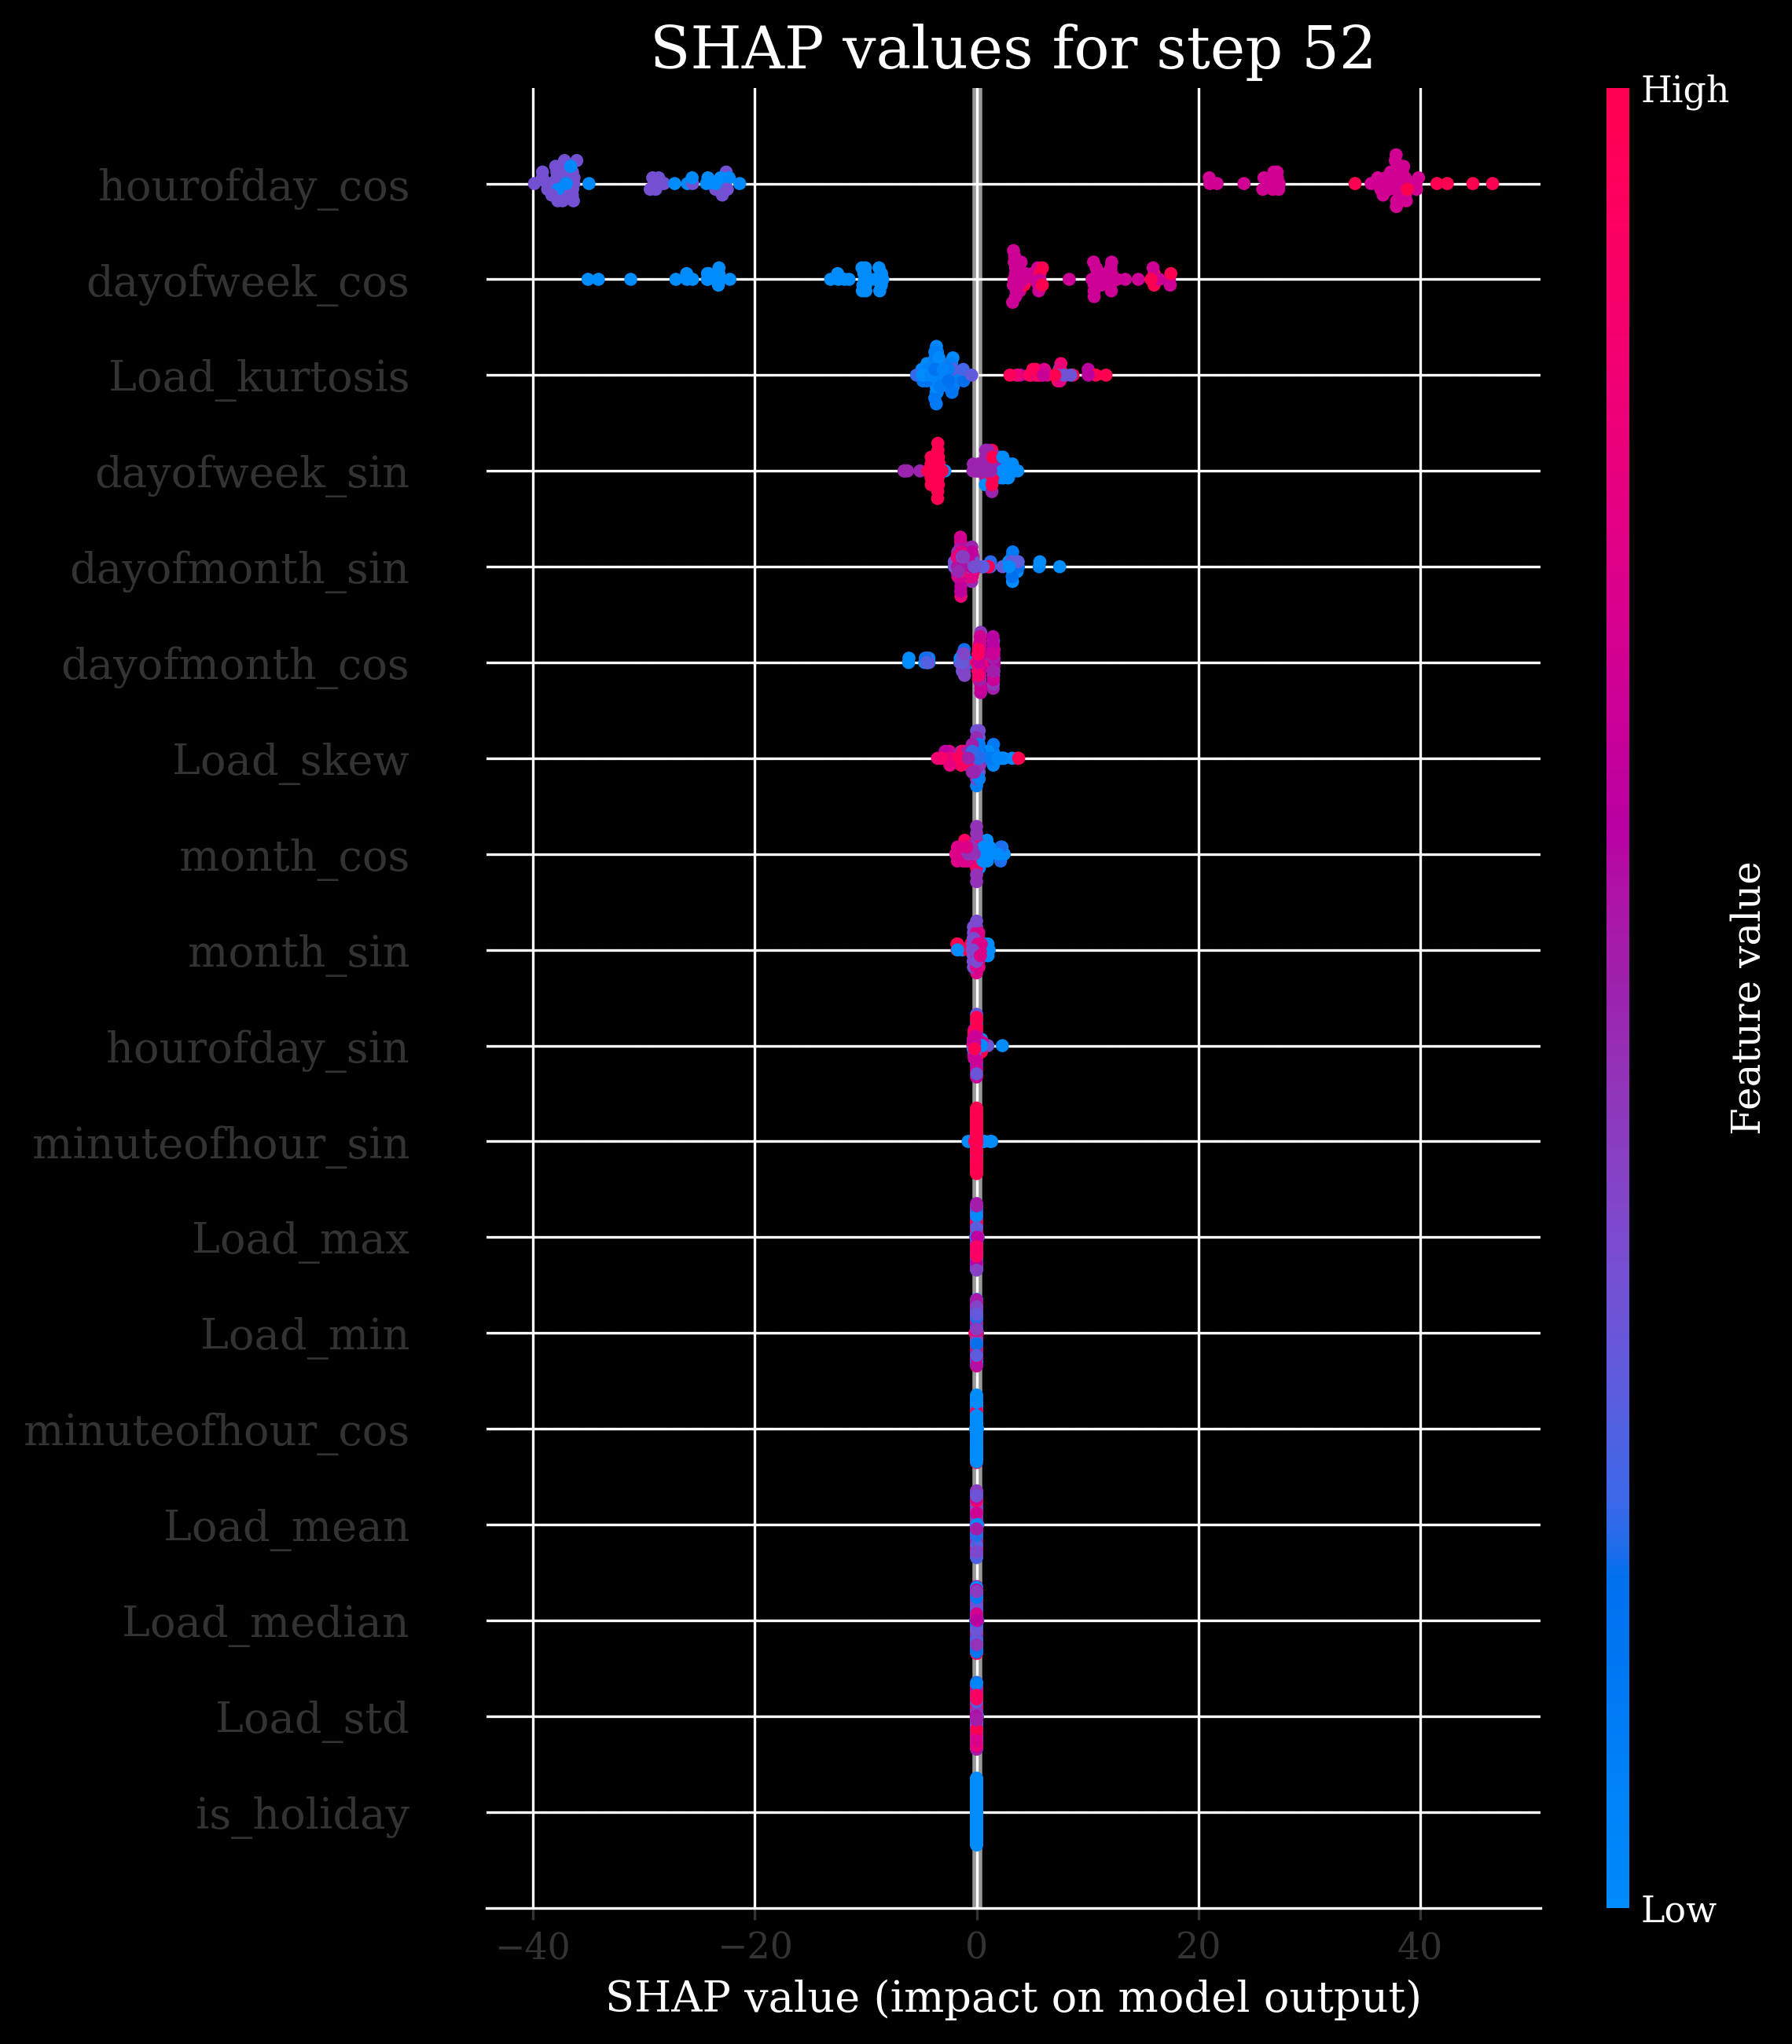 SHAP values for step 52
High
hourofday_cos
dayofweek_cos
Load_kurtosis
dayofweek_sin
dayofmonth_sin
dayofmonth_cos
Load_skew
month_cos
month_sin
hourofday_sin
minuteofhour_sin
Load_max
Load_min
minuteofhour_cos
Load_mean
Load_median
Load_std
is_holiday
Feature value
Low
−40 −20 0 20 40
SHAP value (impact on model output)